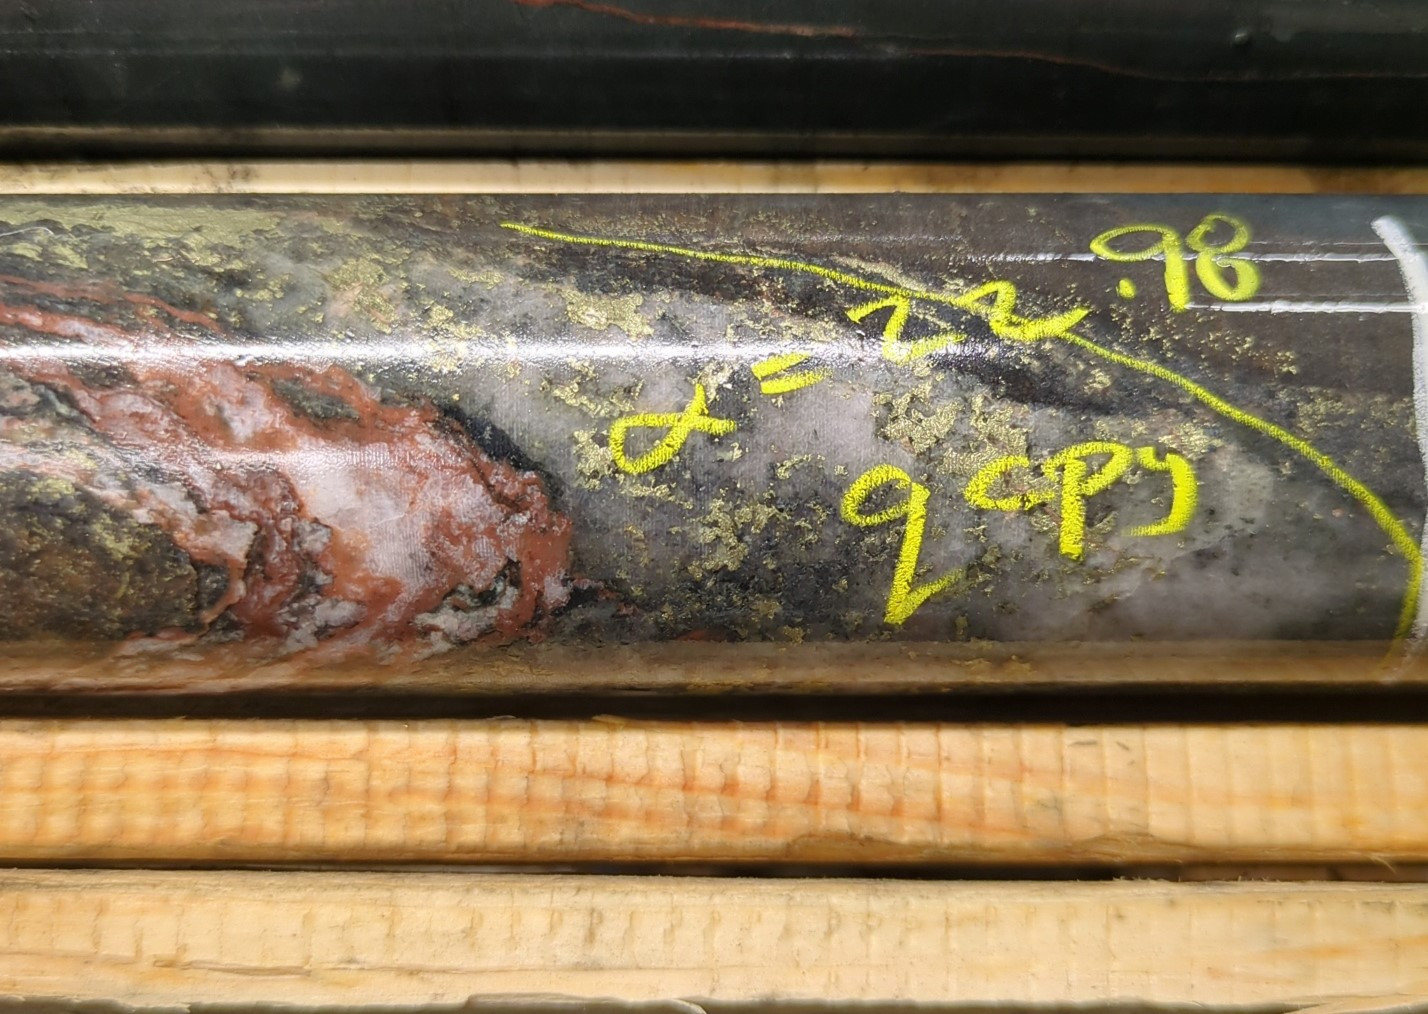 .98
α = 22
q cpy